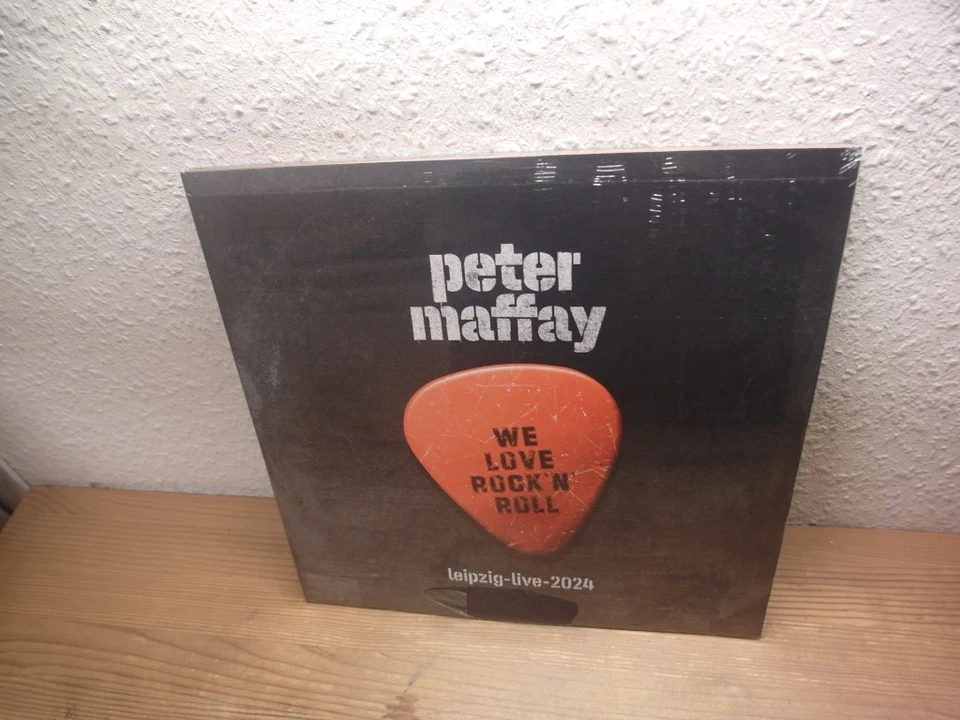 peter
maffay
WE
LOVE
ROCK'N'
ROLL
leipzig-live-2024